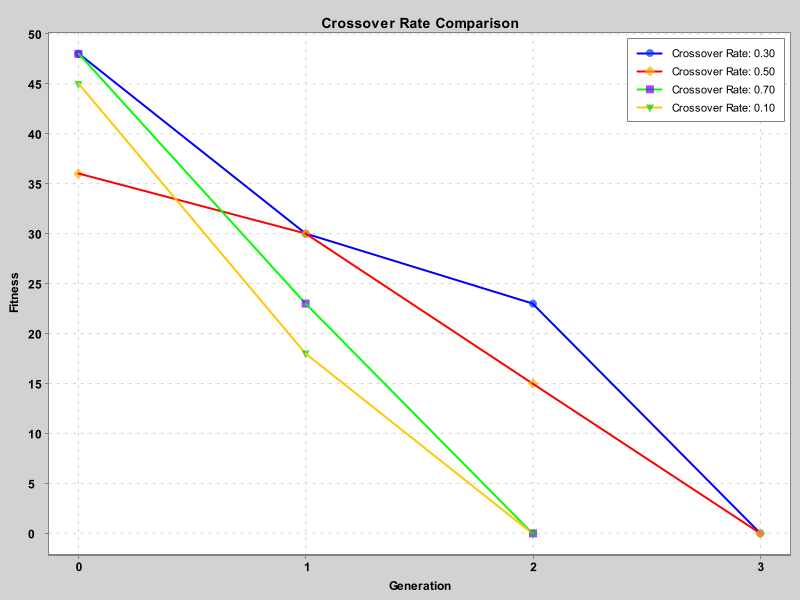 Crossover Rate Comparison
Crossover Rate: 0.30
Crossover Rate: 0.50
Crossover Rate: 0.70
Crossover Rate: 0.10
50
45
40
35
30
25
20
15
10
5
0
Fitness
0 1 2 3
Generation